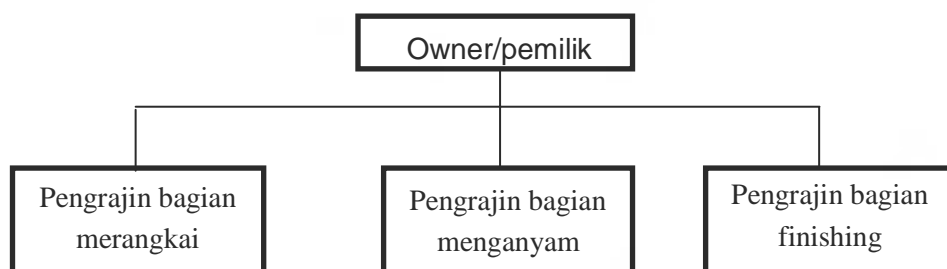 Owner/pemilik
Pengrajin bagian
merangkai
Pengrajin bagian
menganyam
Pengrajin bagian
finishing